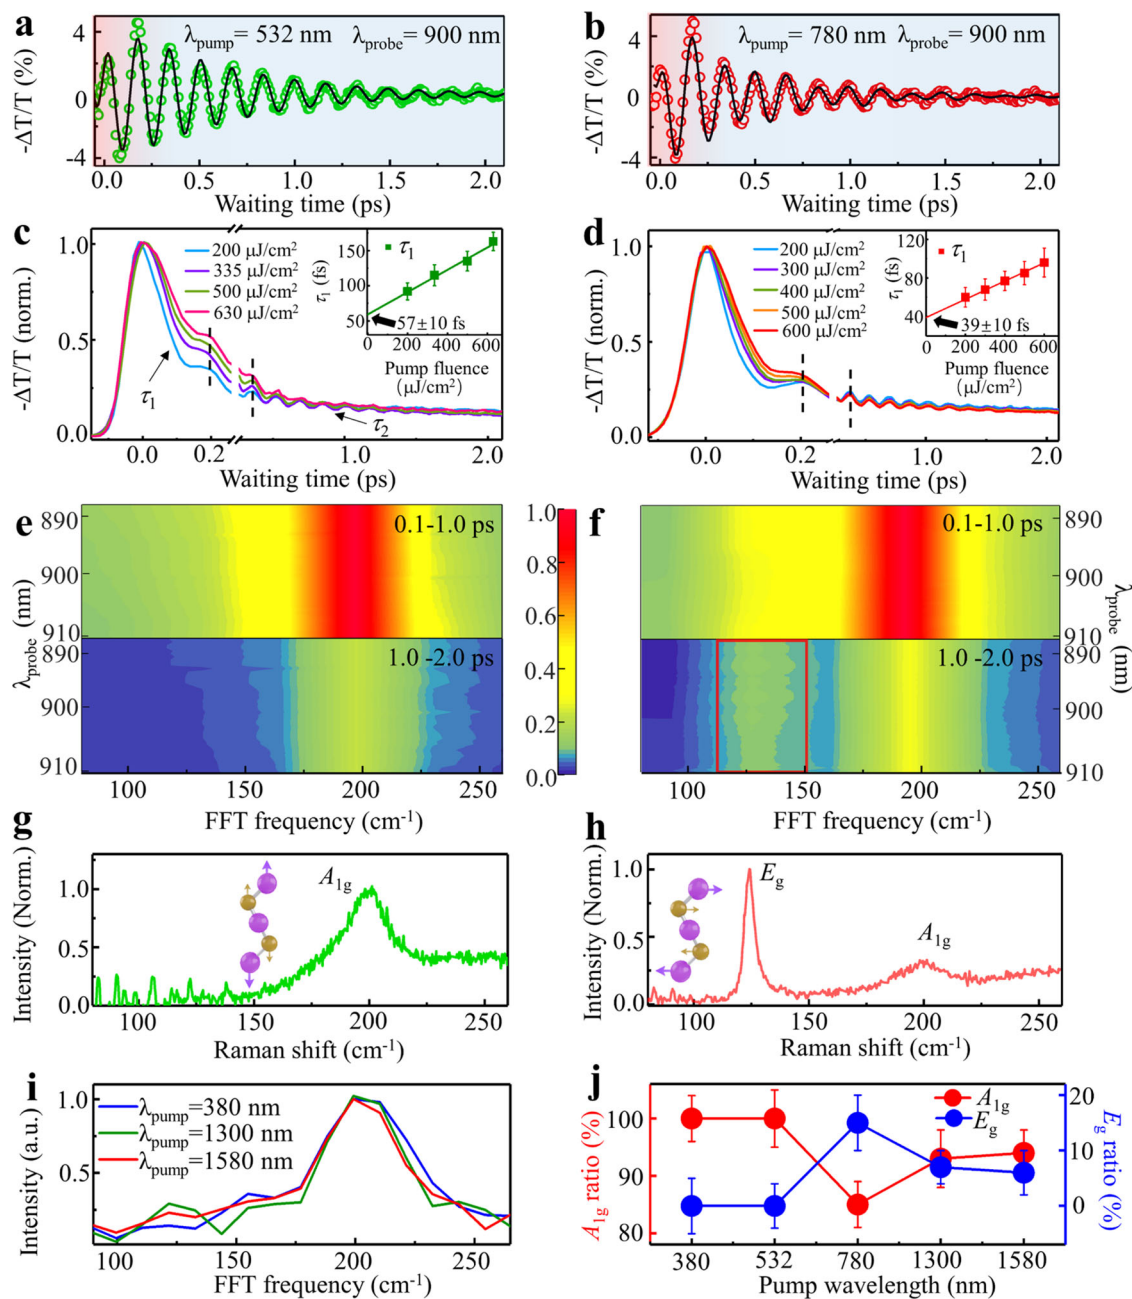 a
λpump = 532 nm λprobe= 900 nm
-ΔT/T (%)
4
0
-4
0.0 0.5 1.0 1.5 2.0
Waiting time (ps)
b
λpump = 780 nm λprobe= 900 nm
-ΔT/T (%)
4
0
-4
0.0 0.5 1.0 1.5 2.0
Waiting time (ps)
c
-ΔT/T (norm.)
1.0
0.5
0.0
200 μJ/cm²
335 μJ/cm²
500 μJ/cm²
630 μJ/cm²
τ₁
τ₂
τ₁ (fs)
150
100
50
τ₁
57±10 fs
0 200 400 600
Pump fluence
(μJ/cm²)
0.0 0.2 1.0 2.0
Waiting time (ps)
d
-ΔT/T (norm.)
1.0
0.5
0.0
200 μJ/cm²
300 μJ/cm²
400 μJ/cm²
500 μJ/cm²
600 μJ/cm²
τ₁ (fs)
120
80
40
τ₁
39±10 fs
0 200 400 600
Pump fluence
(μJ/cm²)
0.0 0.2 1.0 2.0
Waiting time (ps)
e
λprobe (nm)
890
900
910
890
900
910
0.1-1.0 ps
1.0 -2.0 ps
100 150 200 250
FFT frequency (cm⁻¹)
1.0
0.8
0.6
0.4
0.2
0.0
f
0.1-1.0 ps
1.0 -2.0 ps
890
900
910
890
900
910
λprobe (nm)
100 150 200 250
FFT frequency (cm⁻¹)
g
Intensity (Norm.)
1.0
0.5
0.0
A1g
100 150 200 250
Raman shift (cm⁻¹)
h
Intensity (Norm.)
1.0
0.5
0.0
Eg
A1g
100 150 200 250
Raman shift (cm⁻¹)
i
Intensity (a.u.)
1.0
0.5
λpump=380 nm
λpump=1300 nm
λpump=1580 nm
100 150 200 250
FFT frequency (cm⁻¹)
j
A1g ratio (%)
100
90
80
A1g
Eg
20
10
0
Eg ratio (%)
380 532 780 1300 1580
Pump wavelength (nm)